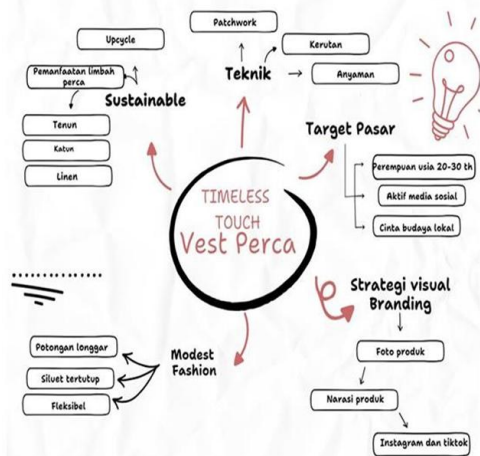 Patchwork
Upcycle
Kerutan
Pemanfaatan limbah
perca
Teknik
Anyaman
Sustainable
Tenun
Katun
Linen
Target Pasar
Perempuan usia 20-30 th
Aktif media sosial
Cinta budaya lokal
TIMELESS
TOUCH
Vest Perca
Strategi visual
Branding
Foto produk
Narasi produk
Instagram dan tiktok
Modest
Fashion
Potongan longgar
Siluet tertutup
Fleksibel